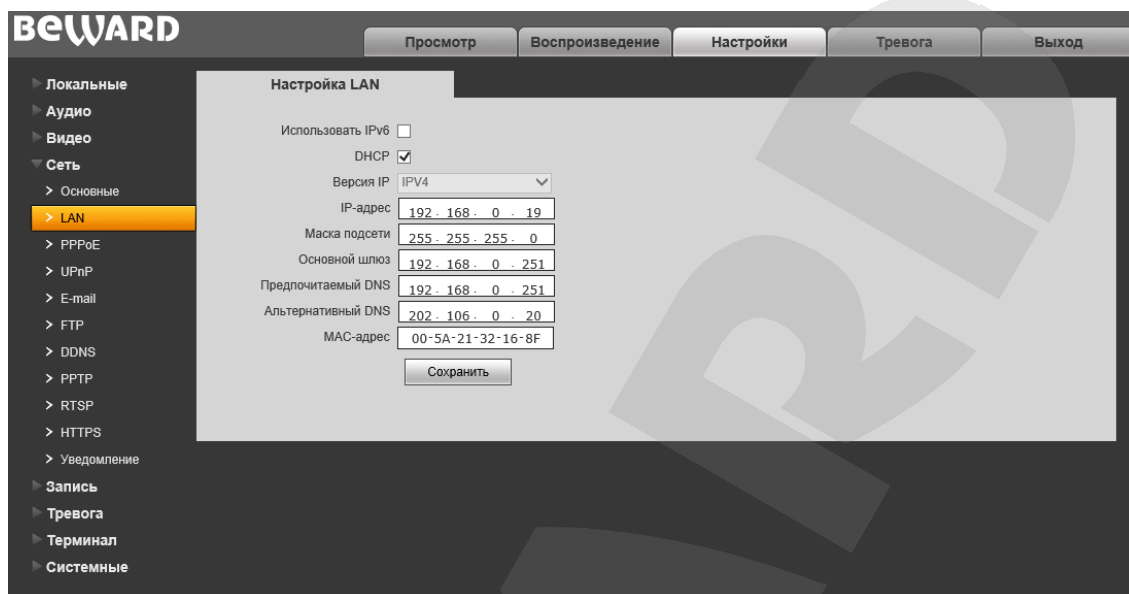 BEWARD
Просмотр Воспроизведение Настройки Тревога Выход
Локальные
Аудио
Видео
Сеть
Основные
LAN
PPPoE
UPnP
E-mail
FTP
DDNS
PPTP
RTSP
HTTPS
Уведомление
Запись
Тревога
Терминал
Системные
Настройка LAN
Использовать IPv6
DHCP
Версия IP IPV4
IP-адрес 192 . 168 . 0 . 19
Маска подсети 255 . 255 . 255 . 0
Основной шлюз 192 . 168 . 0 . 251
Предпочитаемый DNS 192 . 168 . 0 . 251
Альтернативный DNS 202 . 106 . 0 . 20
MAC-адрес 00-5A-21-32-16-8F
Сохранить